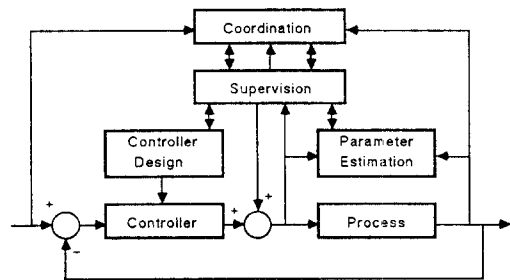 Coordination
Supervision
Controller
Design
Parameter
Estimation
+
+
+
Controller
Process
−